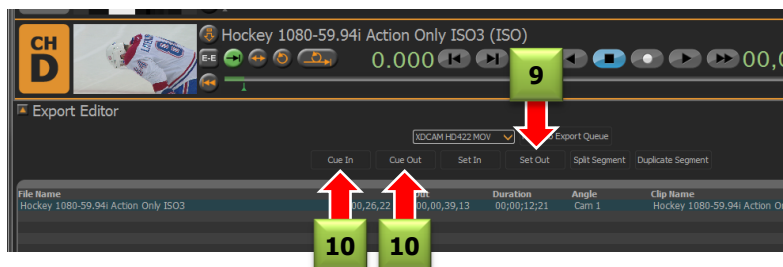 CH
D
Hockey 1080-59.94i Action Only ISO3 (ISO)
E-E
0.000
00,0
9
Export Editor
XDCAM HD422 MOV
Export Queue
Cue In
Cue Out
Set In
Set Out
Split Segment
Duplicate Segment
File Name
Duration
Angle
Clip Name
Hockey 1080-59.94i Action Only ISO3
00,26,22
00,00,39,13
00;00;12;21
Cam 1
Hockey 1080-59.94i Action O
10
10